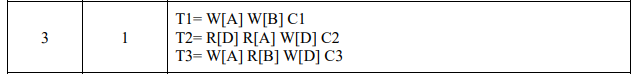 3
1
T1= W[A] W[B] C1
T2= R[D] R[A] W[D] C2
T3= W[A] R[B] W[D] C3